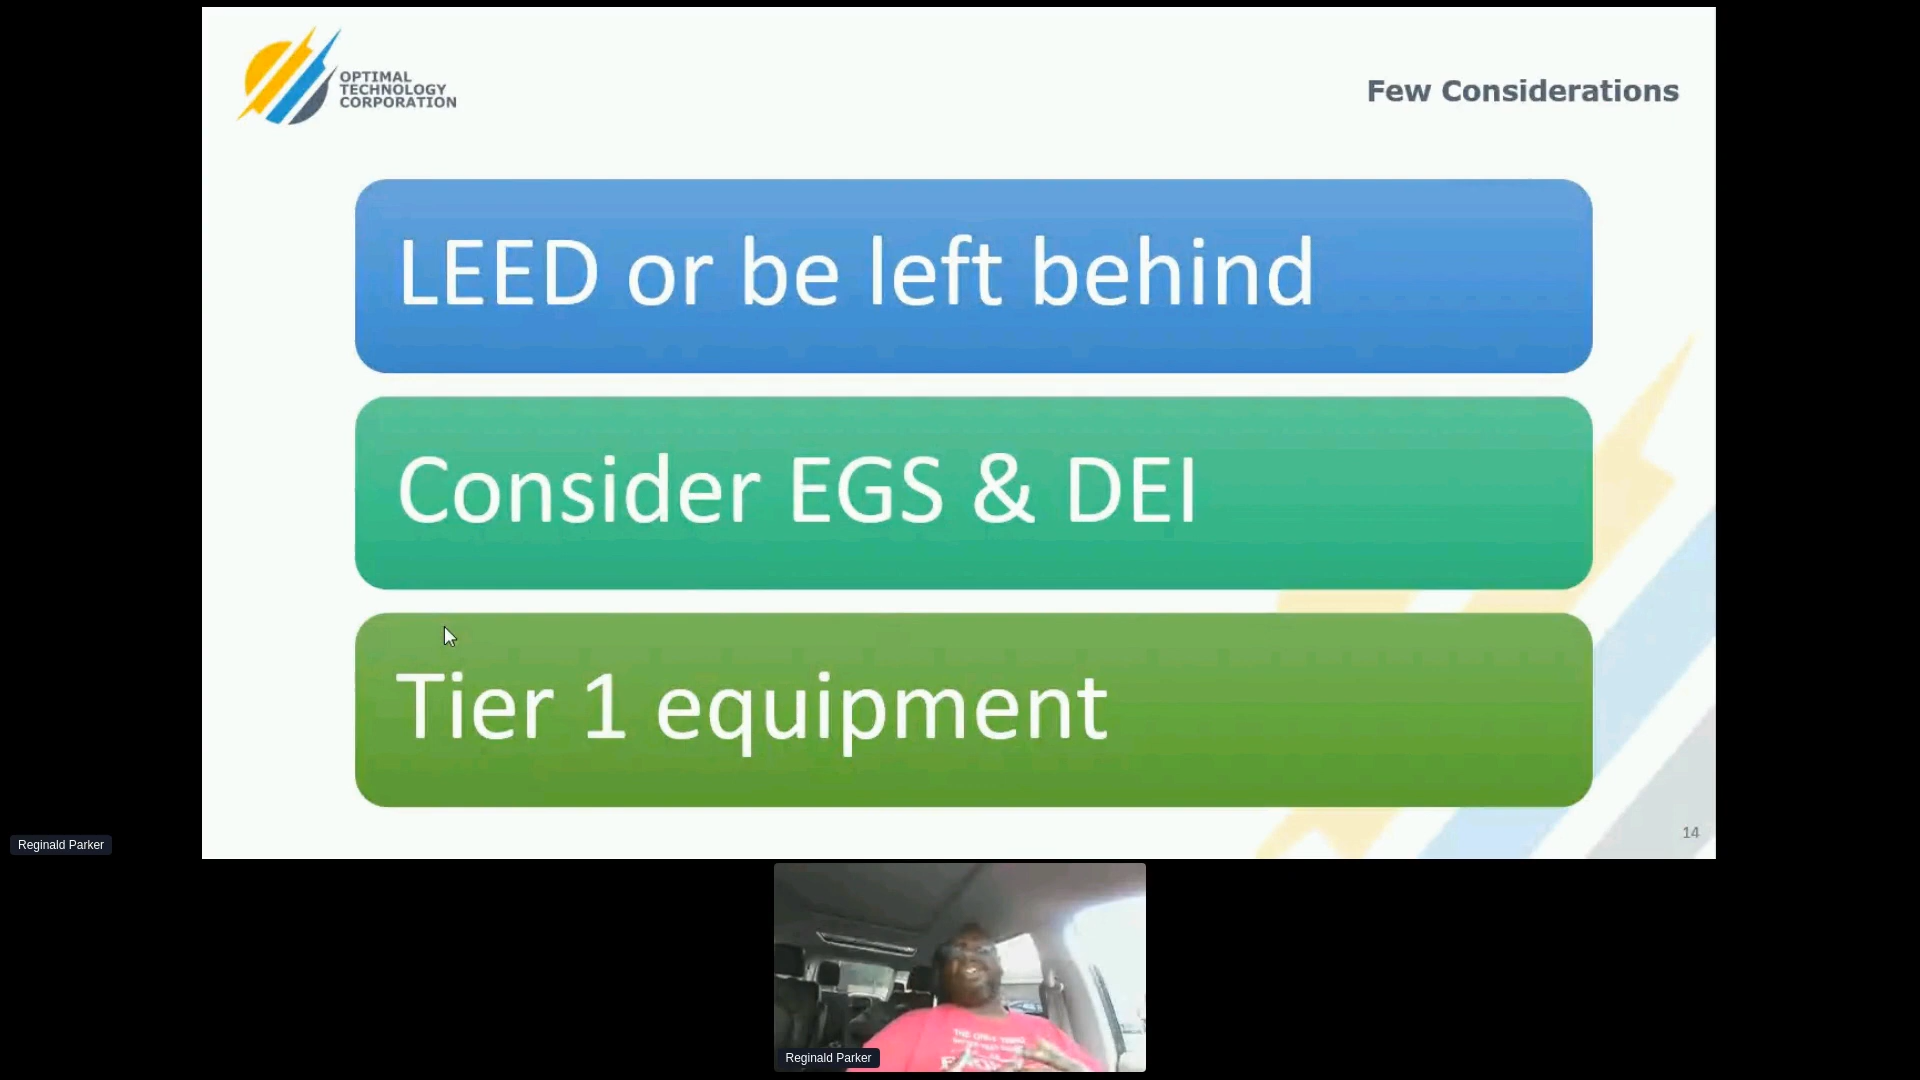 OPTIMAL
TECHNOLOGY
CORPORATION
Few Considerations
LEED or be left behind
Consider EGS & DEI
Tier 1 equipment
14
Reginald Parker
Reginald Parker